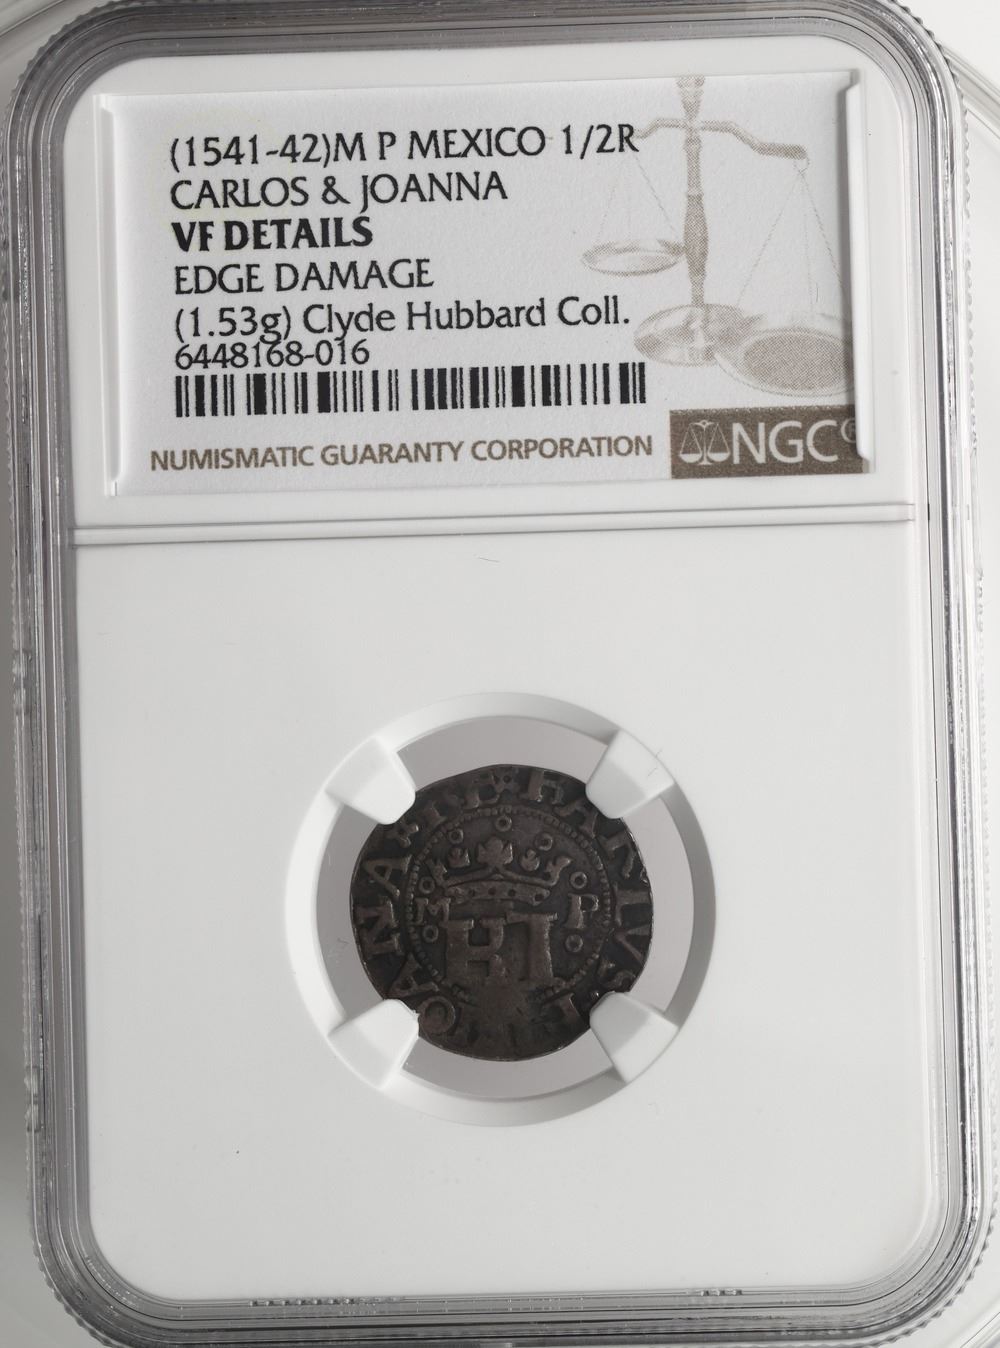 (1541-42)M P MEXICO 1/2R
CARLOS & JOANNA
VF DETAILS
EDGE DAMAGE
(1.53g) Clyde Hubbard Coll.
6448168-016
NUMISMATIC GUARANTY CORPORATION
NGC®
M P
KI